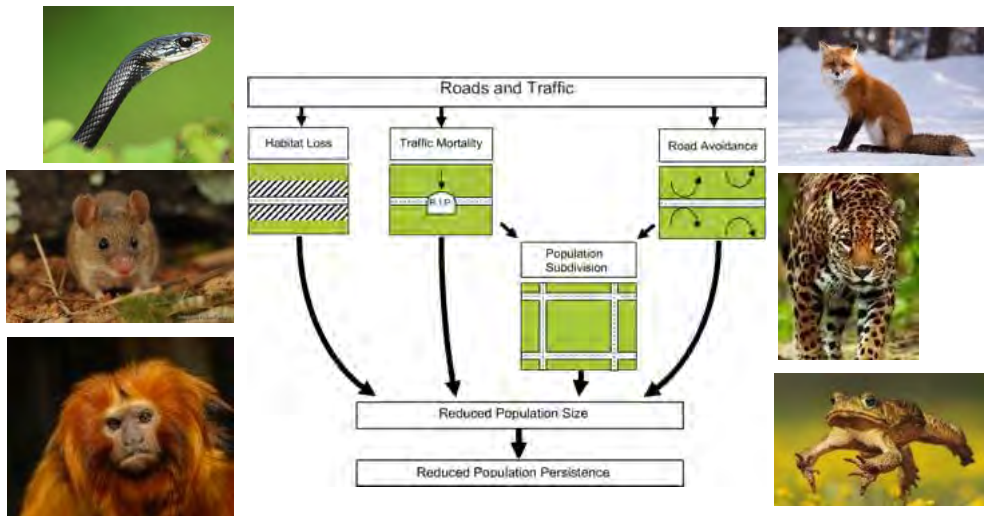 Roads and Traffic
Habitat Loss
Traffic Mortality
Road Avoidance
R.I.P.
Population
Subdivision
Reduced Population Size
Reduced Population Persistence